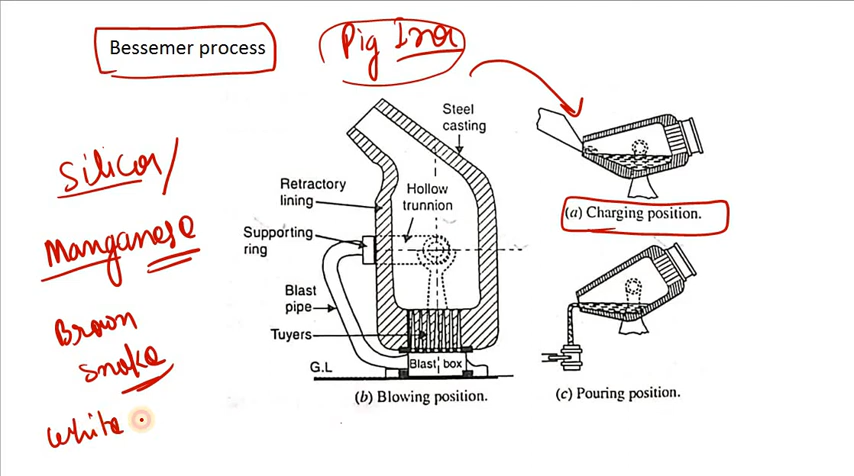 Bessemer process
Pig Iron
Silicon/
Manganese
Brown
smoke
white
Steel
casting
Retractory
lining
Hollow
trunnion
Supporting
ring
Blast
pipe
Tuyers
G.L
Blast box
(b) Blowing position.
(a) Charging position.
(c) Pouring position.